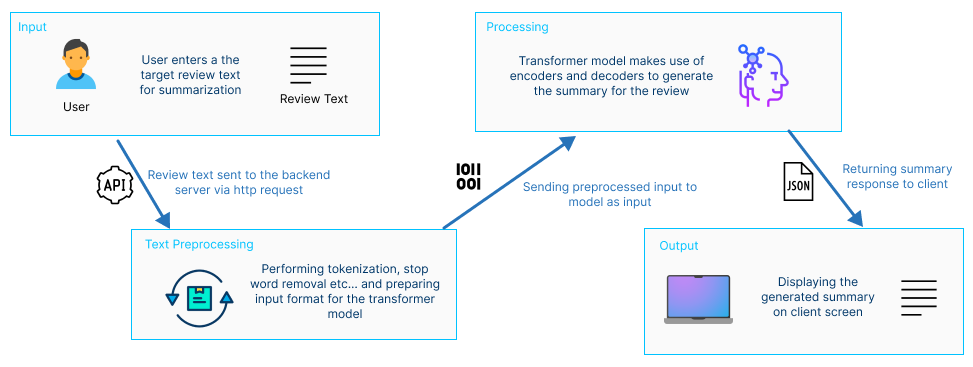 Input
User enters a the
target review text
for summarization
User
Review Text
API
Review text sent to the backend
server via http request
Text Preprocessing
Performing tokenization, stop
word removal etc... and preparing
input format for the transformer
model
1011
001
Sending preprocessed input to
model as input
Processing
Transformer model makes use of
encoders and decoders to generate
the summary for the review
JSON
Returning summary
response to client
Output
Displaying the
generated summary
on client screen